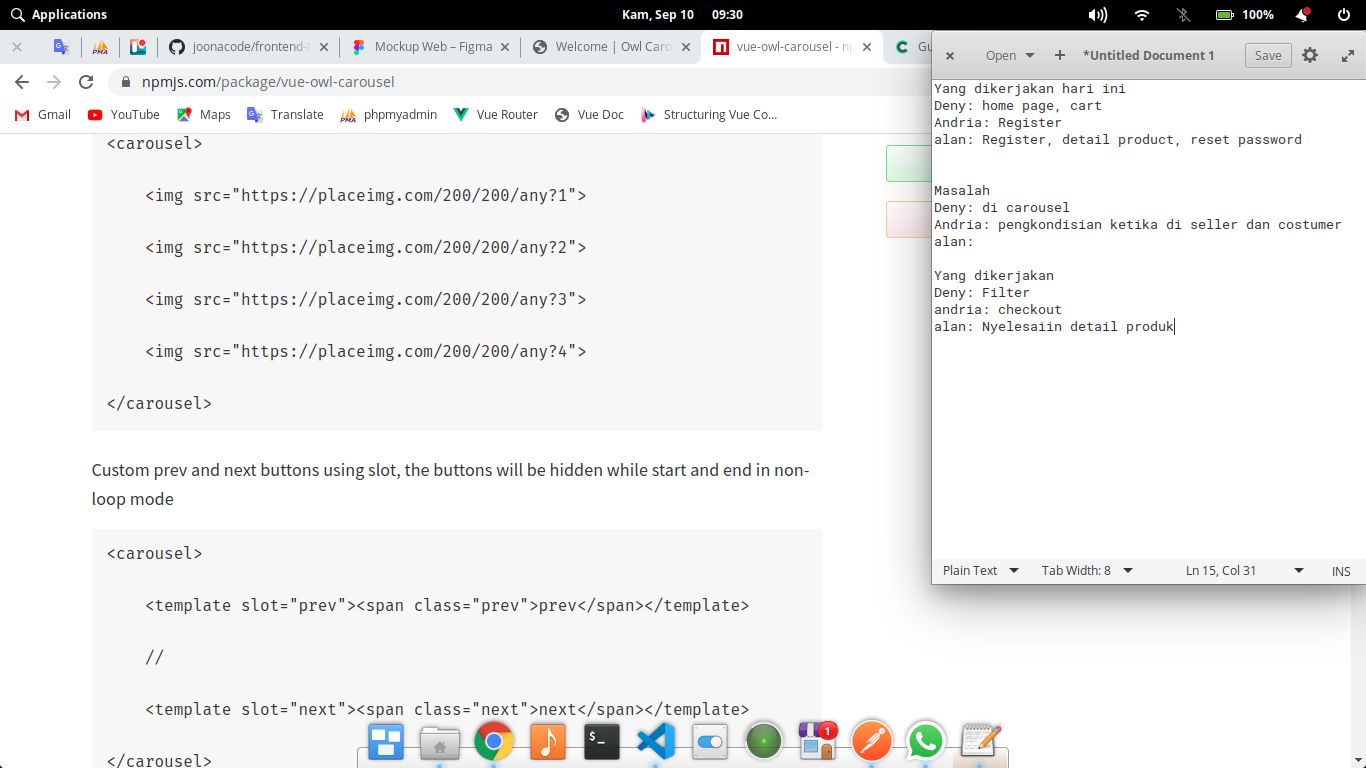 Applications
Kam, Sep 10 09:30
100%
joonacode/frontend-t
Mockup Web – Figma
Welcome | Owl Caro
vue-owl-carousel - np
Gu
npmjs.com/package/vue-owl-carousel
Gmail
YouTube
Maps
Translate
phpmyadmin
Vue Router
Vue Doc
Structuring Vue Co...
<carousel>
<img src="https://placeimg.com/200/200/any?1">
<img src="https://placeimg.com/200/200/any?2">
<img src="https://placeimg.com/200/200/any?3">
<img src="https://placeimg.com/200/200/any?4">
</carousel>
Custom prev and next buttons using slot, the buttons will be hidden while start and end in non-
loop mode
<carousel>
<template slot="prev"><span class="prev">prev</span></template>
//
<template slot="next"><span class="next">next</span></template>
</carousel>
Open
*Untitled Document 1
Save
Yang dikerjakan hari ini
Deny: home page, cart
Andria: Register
alan: Register, detail product, reset password
Masalah
Deny: di carousel
Andria: pengkondisian ketika di seller dan costumer
alan:
Yang dikerjakan
Deny: Filter
andria: checkout
alan: Nyelesaiin detail produk
Plain Text
Tab Width: 8
Ln 15, Col 31
INS
PMA
1